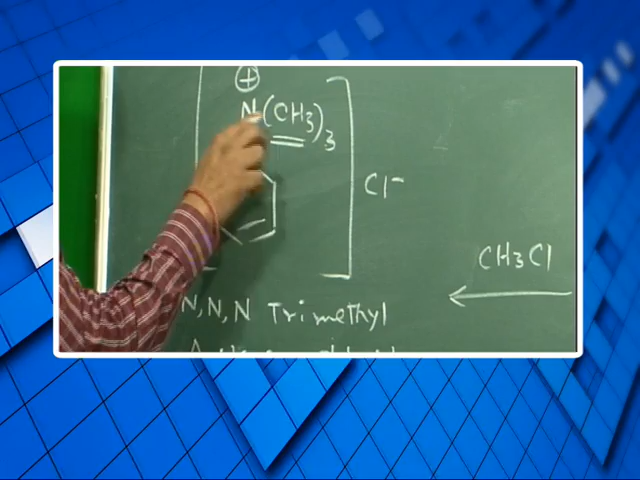 ⊕
N(CH₃)₃
Cl⁻
CH₃Cl
N,N,N Trimethyl